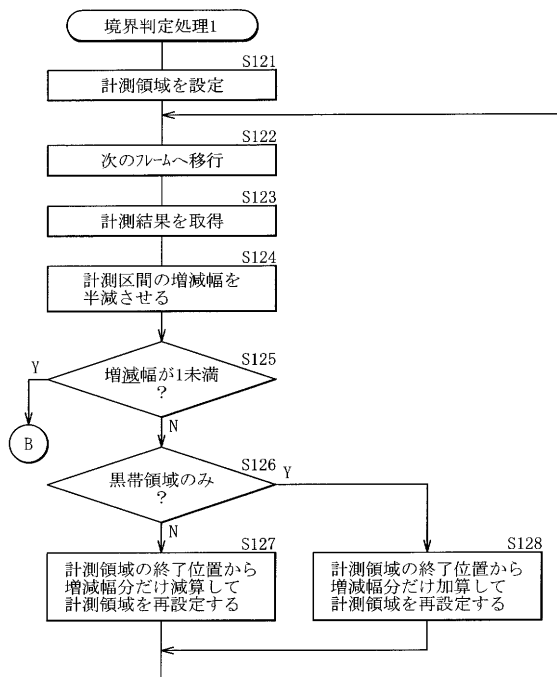 境界判定処理1
S121
計測領域を設定
S122
次のﾌﾚｰﾑへ移行
S123
計測結果を取得
S124
計測区間の増減幅を
半減させる
S125
増減幅が1未満
?
Y
B
N
S126
黒帯領域のみ
?
Y
N
S127
計測領域の終了位置から
増減幅分だけ減算して
計測領域を再設定する
S128
計測領域の終了位置から
増減幅分だけ加算して
計測領域を再設定する